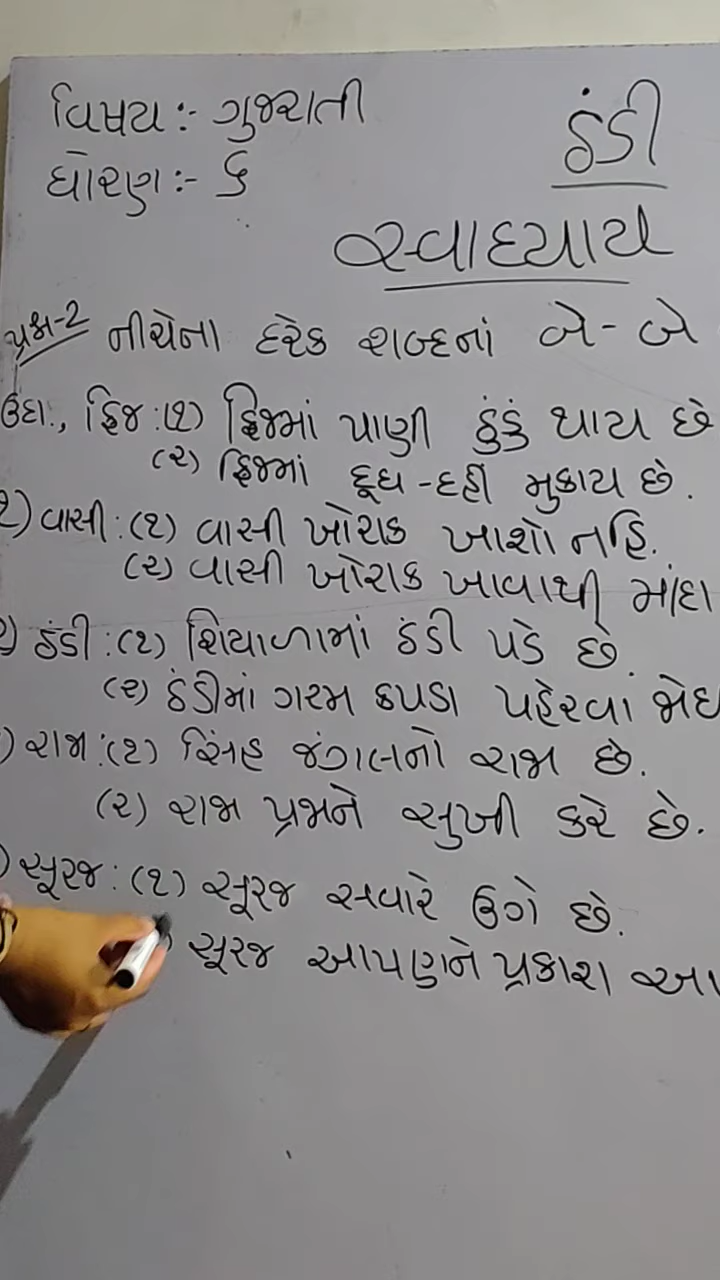 વિષય :- ગુજરાતી
ઠંડી
ધોરણ :- ૬
સ્વાધ્યાય
પ્રશ્ન-2 નીચેના દરેક શબ્દનાં બે - બે
ઉદા., ફ્રિજ : (૧) ફ્રિજમાં પાણી ઠંડું થાય છે
(૨) ફ્રિજમાં દૂધ - દહીં મુકાય છે.
૧) વાસી : (૧) વાસી ખોરાક ખાશો નહિ.
(૨) વાસી ખોરાક ખાવાથી માંદા
) ઠંડી : (૧) શિયાળામાં ઠંડી પડે છે.
(૨) ઠંડીમાં ગરમ કપડા પહેરવાં જોઇ
) રાજા : (૧) સિંહ જંગલનો રાજા છે.
(૨) રાજા પ્રજાને સુખી કરે છે.
) સૂરજ : (૧) સૂરજ સવારે ઉગે છે.
) સૂરજ આપણને પ્રકાશ આ